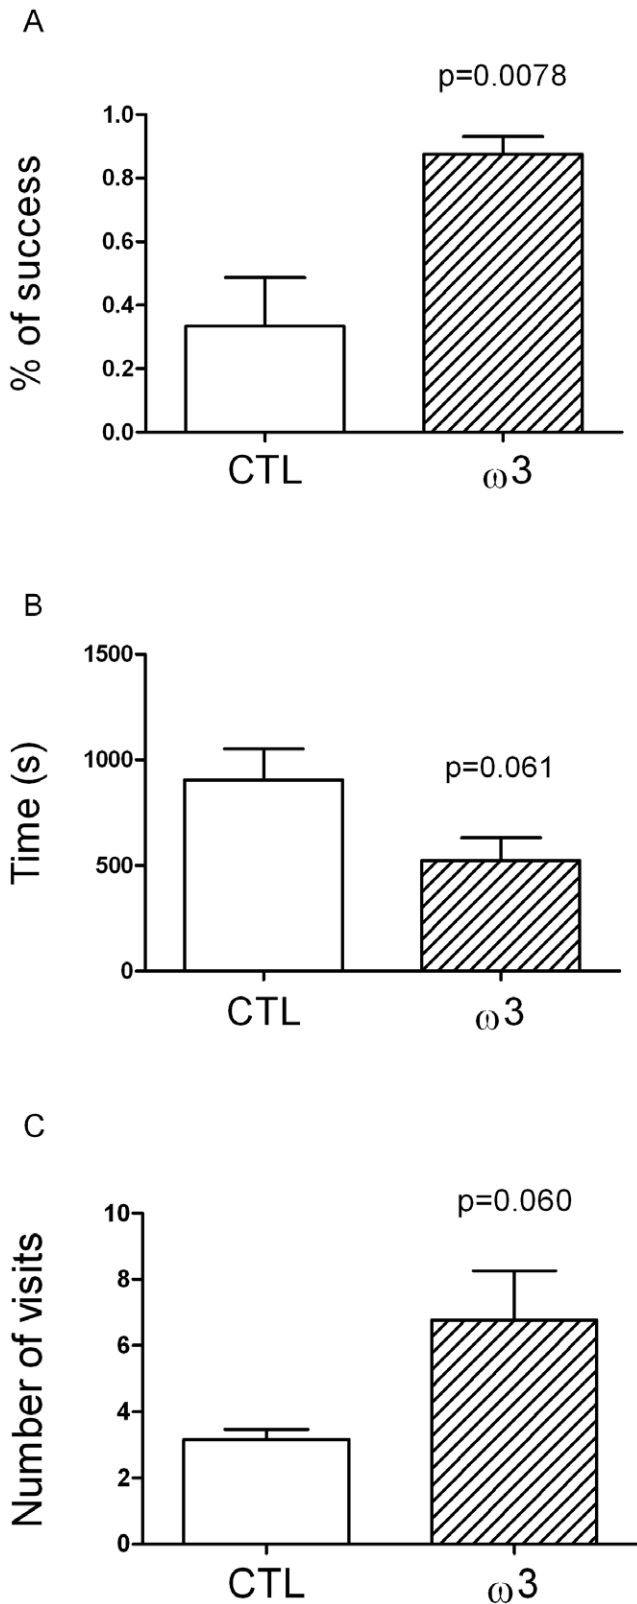 A
p=0.0078
1.0
0.8
0.6
0.4
0.2
0.0
% of success
CTL
ω3
B
1500
1000
500
0
Time (s)
p=0.061
CTL
ω3
C
p=0.060
10
8
6
4
2
0
Number of visits
CTL
ω3